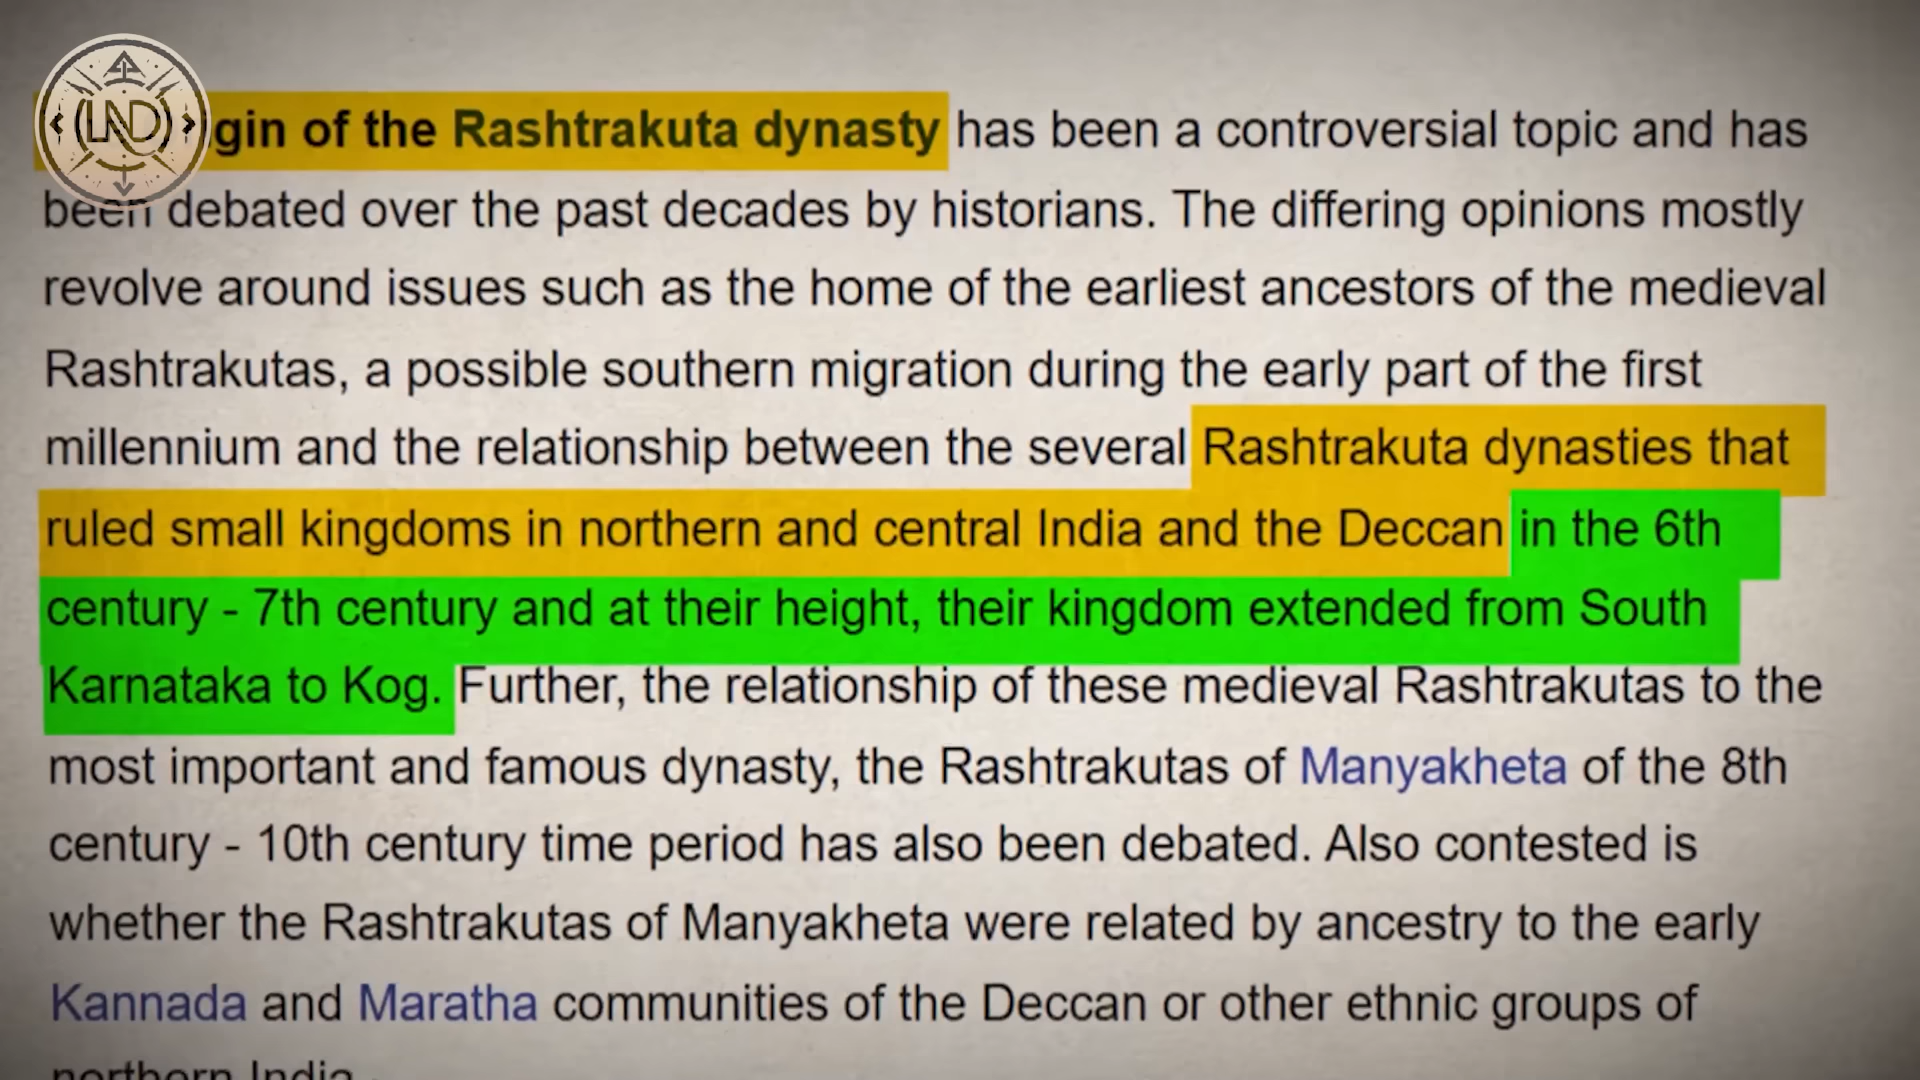 LND
gin of the Rashtrakuta dynasty has been a controversial topic and has
been debated over the past decades by historians. The differing opinions mostly
revolve around issues such as the home of the earliest ancestors of the medieval
Rashtrakutas, a possible southern migration during the early part of the first
millennium and the relationship between the several Rashtrakuta dynasties that
ruled small kingdoms in northern and central India and the Deccan in the 6th
century - 7th century and at their height, their kingdom extended from South
Karnataka to Kog. Further, the relationship of these medieval Rashtrakutas to the
most important and famous dynasty, the Rashtrakutas of Manyakheta of the 8th
century - 10th century time period has also been debated. Also contested is
whether the Rashtrakutas of Manyakheta were related by ancestry to the early
Kannada and Maratha communities of the Deccan or other ethnic groups of
northern India.